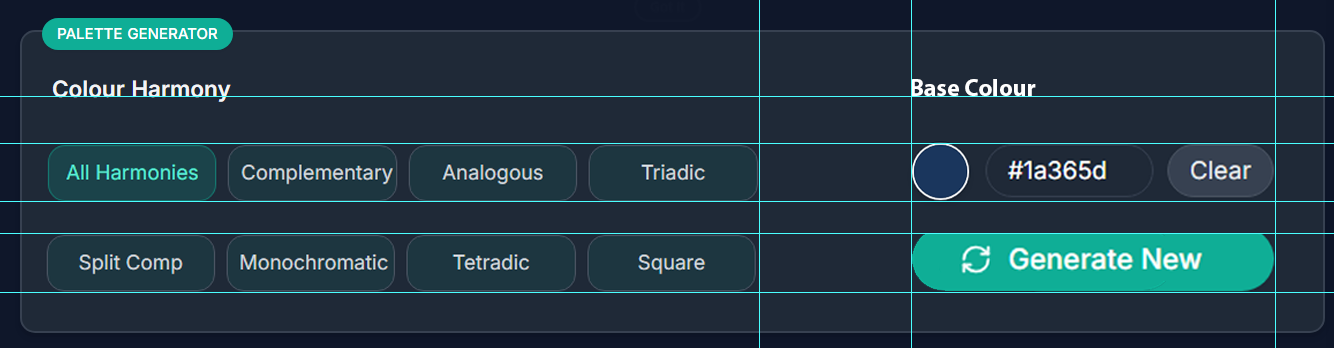 PALETTE GENERATOR
Colour Harmony
Base Colour
All Harmonies
Complementary
Analogous
Triadic
#1a365d
Clear
Split Comp
Monochromatic
Tetradic
Square
Generate New